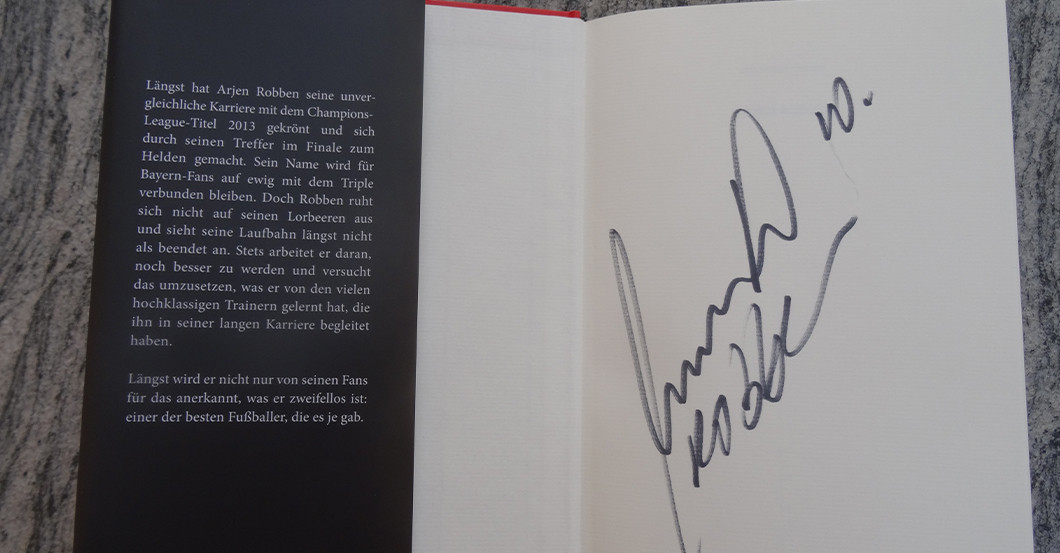 Längst hat Arjen Robben seine unver-
gleichliche Karriere mit dem Champions-
League-Titel 2013 gekrönt und sich
durch seinen Treffer im Finale zum
Helden gemacht. Sein Name wird für
Bayern-Fans auf ewig mit dem Triple
verbunden bleiben. Doch Robben ruht
sich nicht auf seinen Lorbeeren aus
und sieht seine Laufbahn längst nicht
als beendet an. Stets arbeitet er daran,
noch besser zu werden und versucht
das umzusetzen, was er von den vielen
hochklassigen Trainern gelernt hat, die
ihn in seiner langen Karriere begleitet
haben.
Längst wird er nicht nur von seinen Fans
für das anerkannt, was er zweifellos ist:
einer der besten Fußballer, die es je gab.
10.